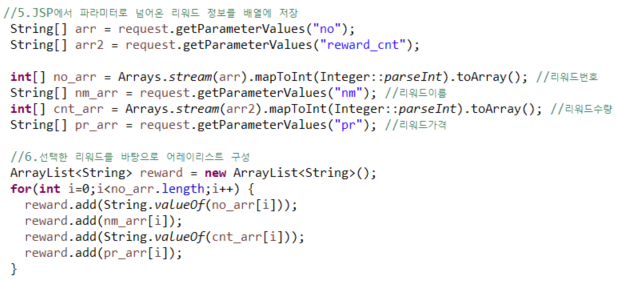 //5.JSP에서 파라미터로 넘어온 리워드 정보를 배열에 저장
String[] arr = request.getParameterValues("no");
String[] arr2 = request.getParameterValues("reward_cnt");
int[] no_arr = Arrays.stream(arr).mapToInt(Integer::parseInt).toArray(); //리워드번호
String[] nm_arr = request.getParameterValues("nm"); //리워드이름
int[] cnt_arr = Arrays.stream(arr2).mapToInt(Integer::parseInt).toArray(); //리워드수량
String[] pr_arr = request.getParameterValues("pr"); //리워드가격
//6.선택한 리워드를 바탕으로 어레이리스트 구성
ArrayList<String> reward = new ArrayList<String>();
for(int i=0;i<no_arr.length;i++) {
reward.add(String.valueOf(no_arr[i]));
reward.add(nm_arr[i]);
reward.add(String.valueOf(cnt_arr[i]));
reward.add(pr_arr[i]);
}